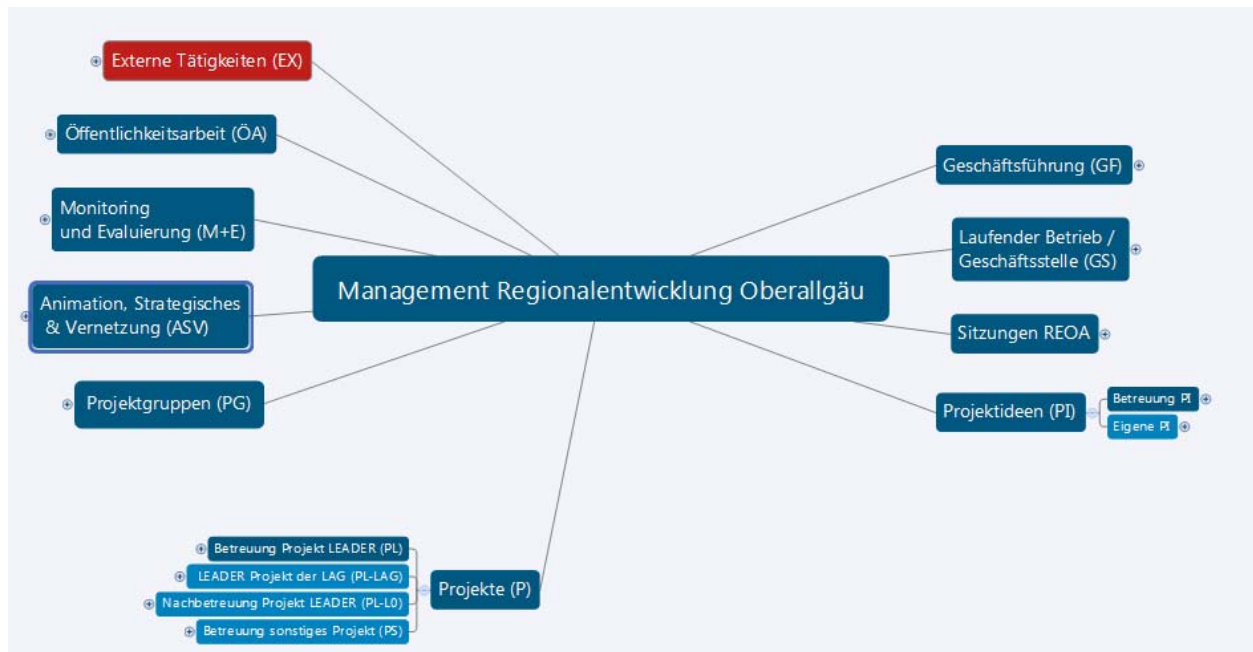 Externe Tätigkeiten (EX)
Öffentlichkeitsarbeit (ÖA)
Monitoring
und Evaluierung (M+E)
Animation, Strategisches
& Vernetzung (ASV)
Projektgruppen (PG)
Management Regionalentwicklung Oberallgäu
Geschäftsführung (GF)
Laufender Betrieb /
Geschäftsstelle (GS)
Sitzungen REOA
Projektideen (PI)
Betreuung PI
Eigene PI
Betreuung Projekt LEADER (PL)
LEADER Projekt der LAG (PL-LAG)
Nachbetreuung Projekt LEADER (PL-L0)
Betreuung sonstiges Projekt (PS)
Projekte (P)